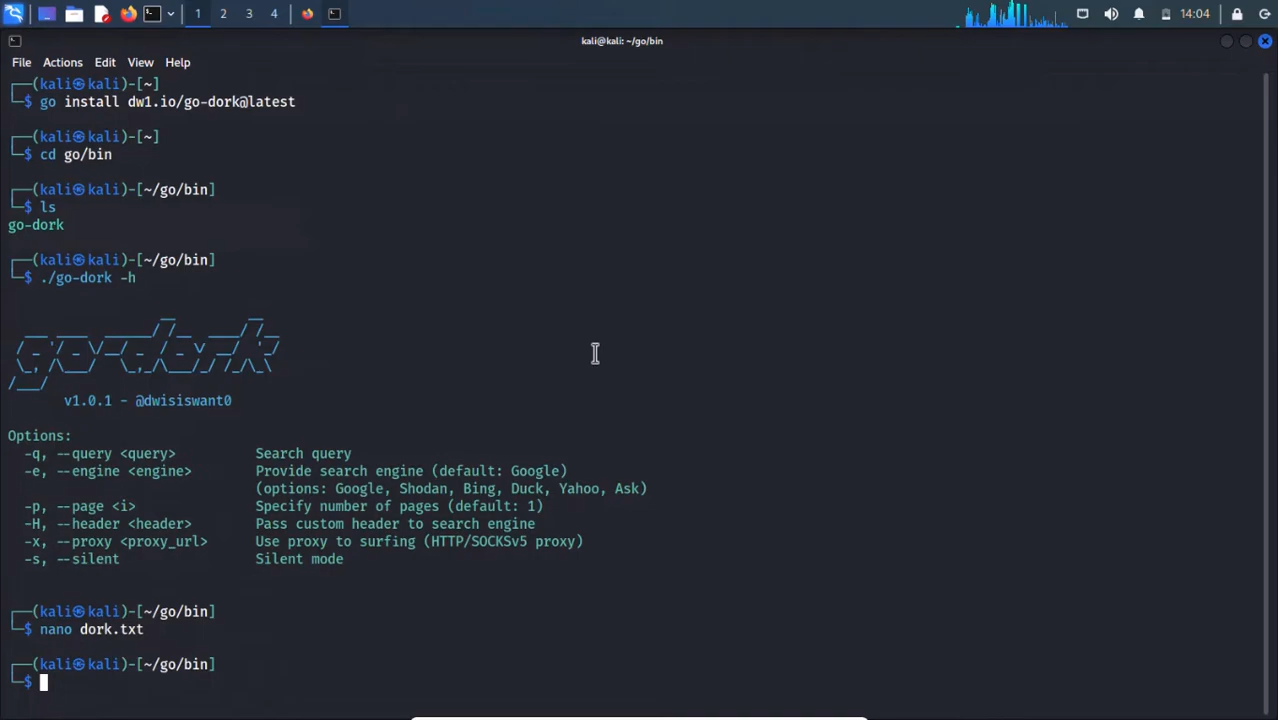 1 2 3 4 14:04
kali@kali: ~/go/bin
File Actions Edit View Help
┌──(kali㉿kali)-[~]
└─$ go install dw1.io/go-dork@latest
┌──(kali㉿kali)-[~]
└─$ cd go/bin
┌──(kali㉿kali)-[~/go/bin]
└─$ ls
go-dork
┌──(kali㉿kali)-[~/go/bin]
└─$ ./go-dork -h
go-dork
v1.0.1 - @dwisiswant0
Options:
-q, --query <query> Search query
-e, --engine <engine> Provide search engine (default: Google)
(options: Google, Shodan, Bing, Duck, Yahoo, Ask)
-p, --page <i> Specify number of pages (default: 1)
-H, --header <header> Pass custom header to search engine
-x, --proxy <proxy_url> Use proxy to surfing (HTTP/SOCKSv5 proxy)
-s, --silent Silent mode
┌──(kali㉿kali)-[~/go/bin]
└─$ nano dork.txt
┌──(kali㉿kali)-[~/go/bin]
└─$